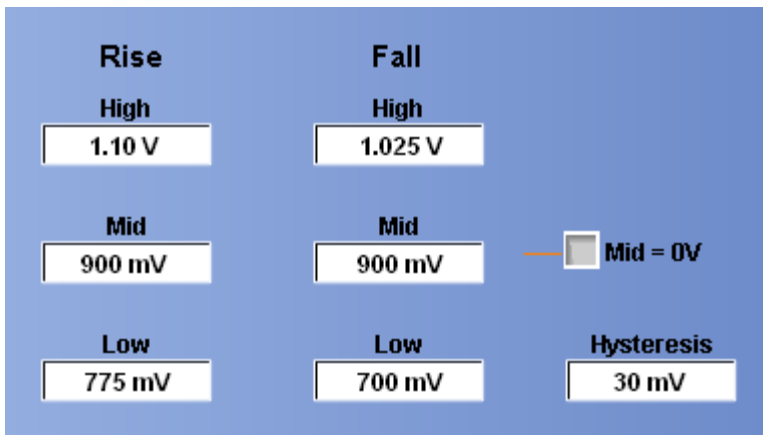 Rise Fall
High High
1.10 V 1.025 V
Mid Mid
900 mV 900 mV Mid = 0V
Low Low Hysteresis
775 mV 700 mV 30 mV